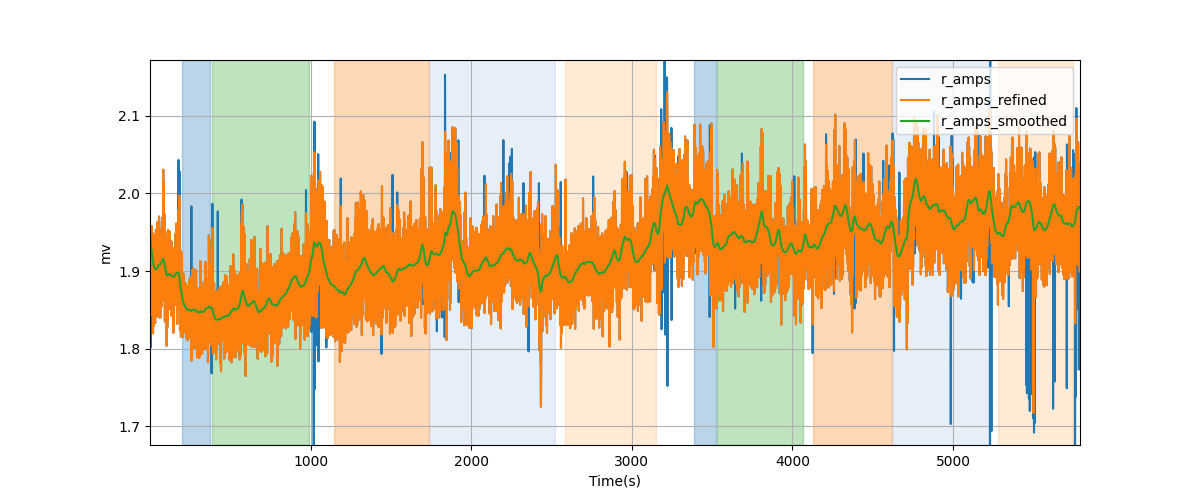 r_amps
r_amps_refined
r_amps_smoothed
2.1
2.0
1.9
1.8
1.7
mv
1000
2000
3000
4000
5000
Time(s)